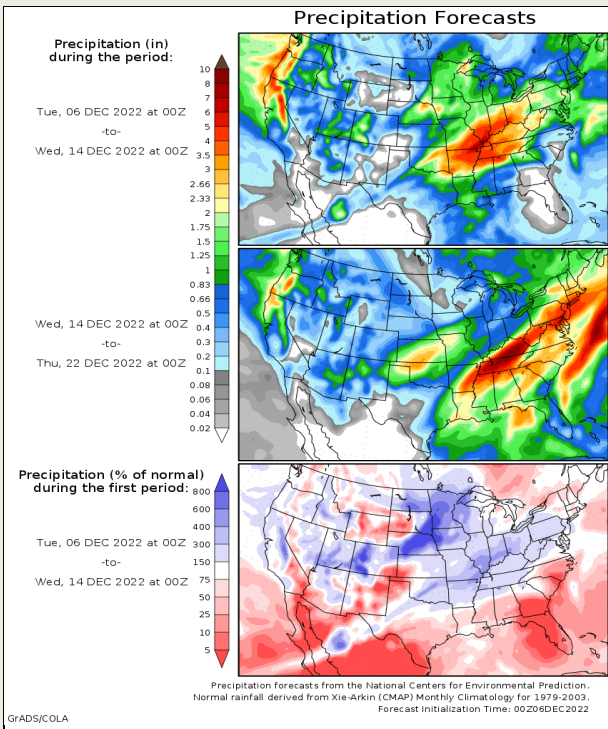 Precipitation Forecasts
Precipitation (in)
during the period:
Tue, 06 DEC 2022 at 00Z
-to-
Wed, 14 DEC 2022 at 00Z
10
8
7
6
5
4
3.5
3
2.66
2.33
2
1.75
1.5
1.25
1
0.83
0.66
0.5
0.4
0.3
0.2
0.1
0.08
0.06
0.04
0.02
Wed, 14 DEC 2022 at 00Z
-to-
Thu, 22 DEC 2022 at 00Z
Precipitation (% of normal)
during the first period:
Tue, 06 DEC 2022 at 00Z
-to-
Wed, 14 DEC 2022 at 00Z
800
600
400
300
150
75
50
25
10
5
Precipitation forecasts from the National Centers for Environmental Prediction.
Normal rainfall derived from Xie-Arkin (CMAP) Monthly Climatology for 1979-2003.
Forecast Initialization Time: 00Z06DEC2022
GrADS/COLA